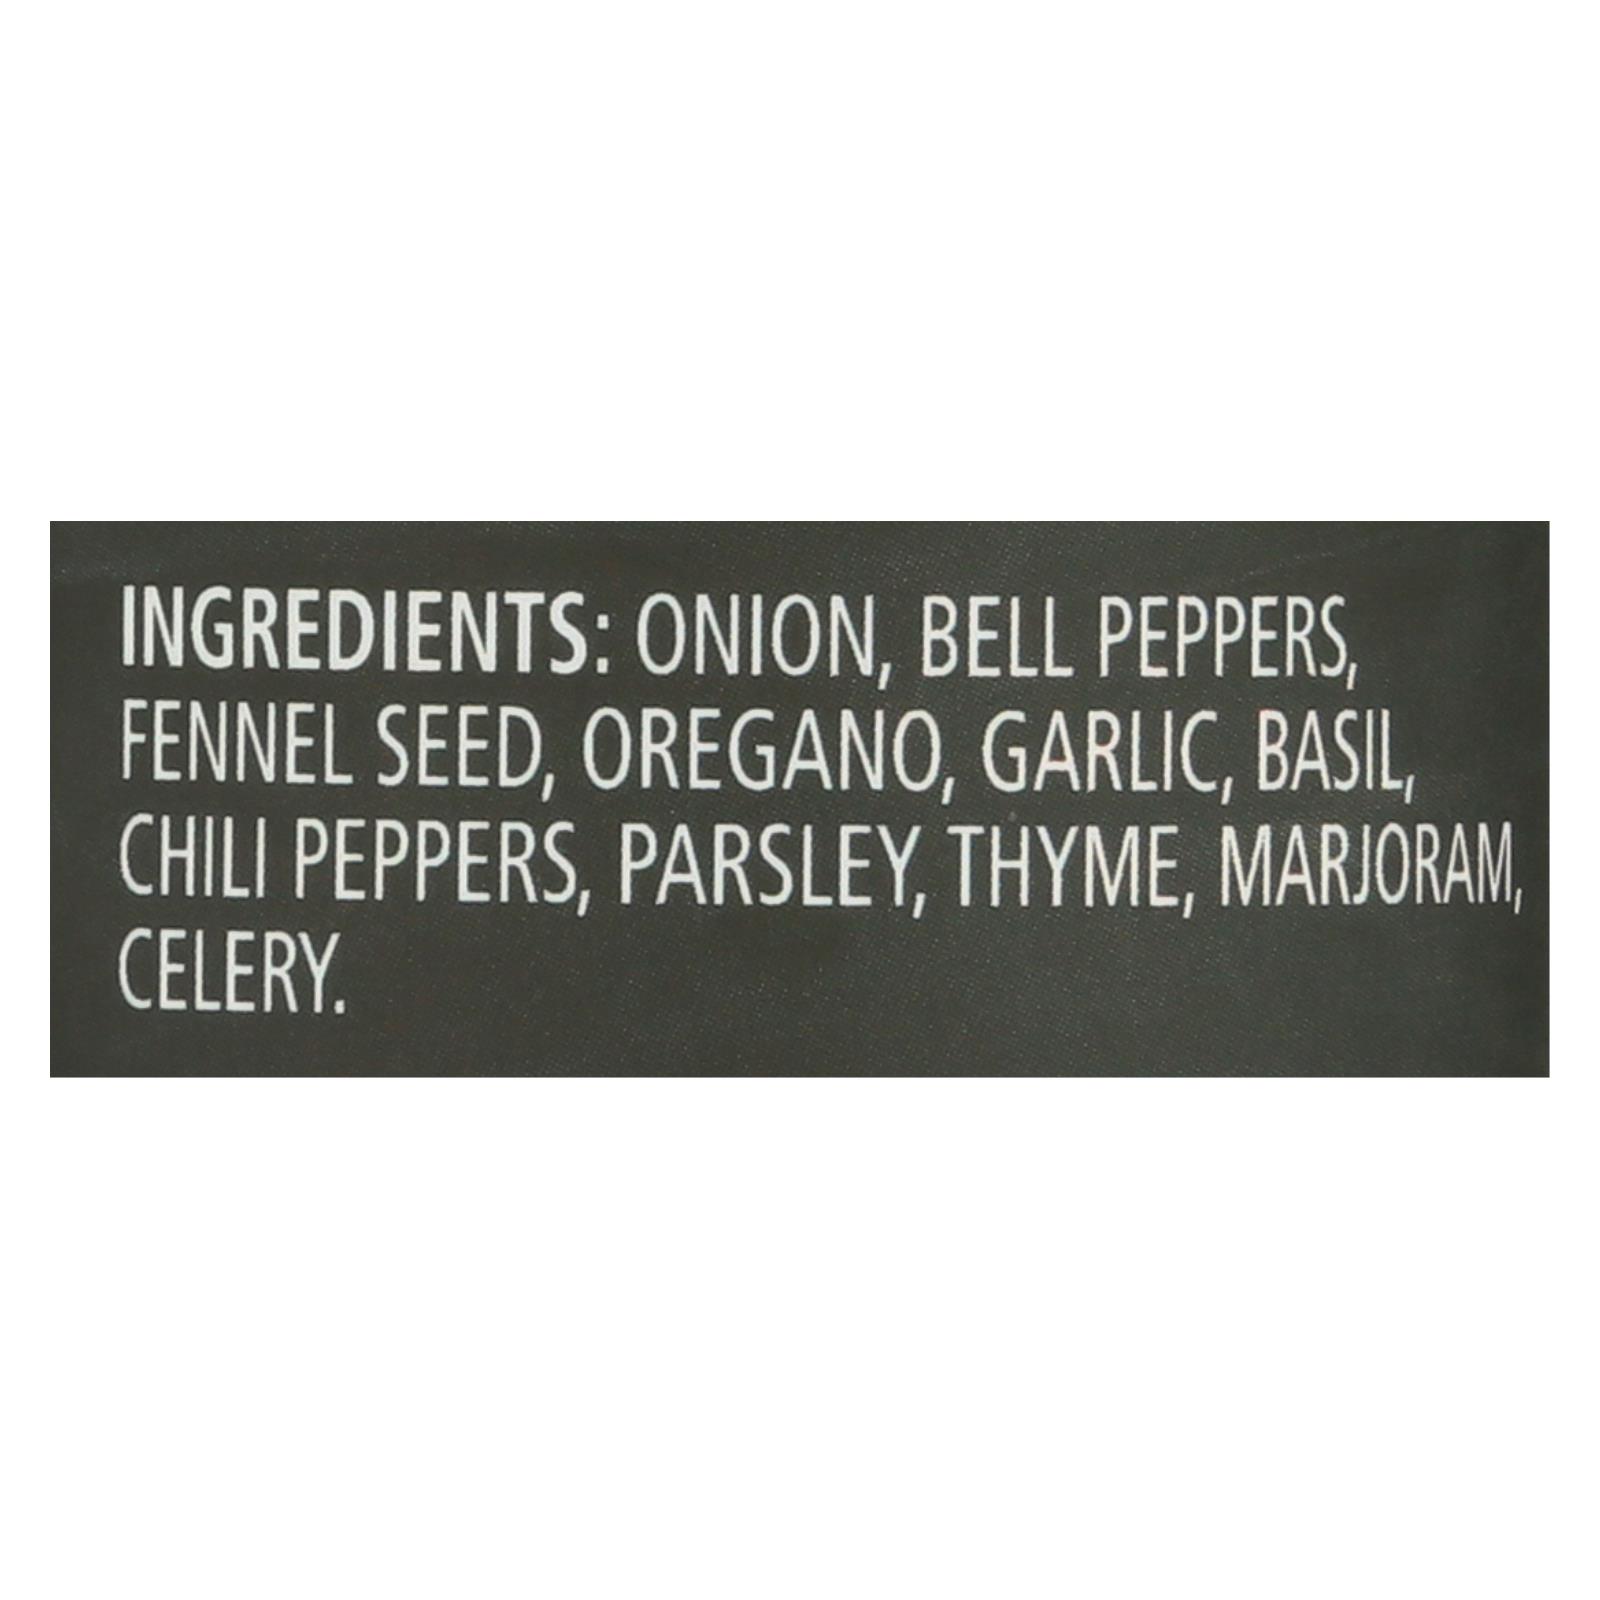 INGREDIENTS: ONION, BELL PEPPERS,
FENNEL SEED, OREGANO, GARLIC, BASIL,
CHILI PEPPERS, PARSLEY, THYME, MARJORAM,
CELERY.